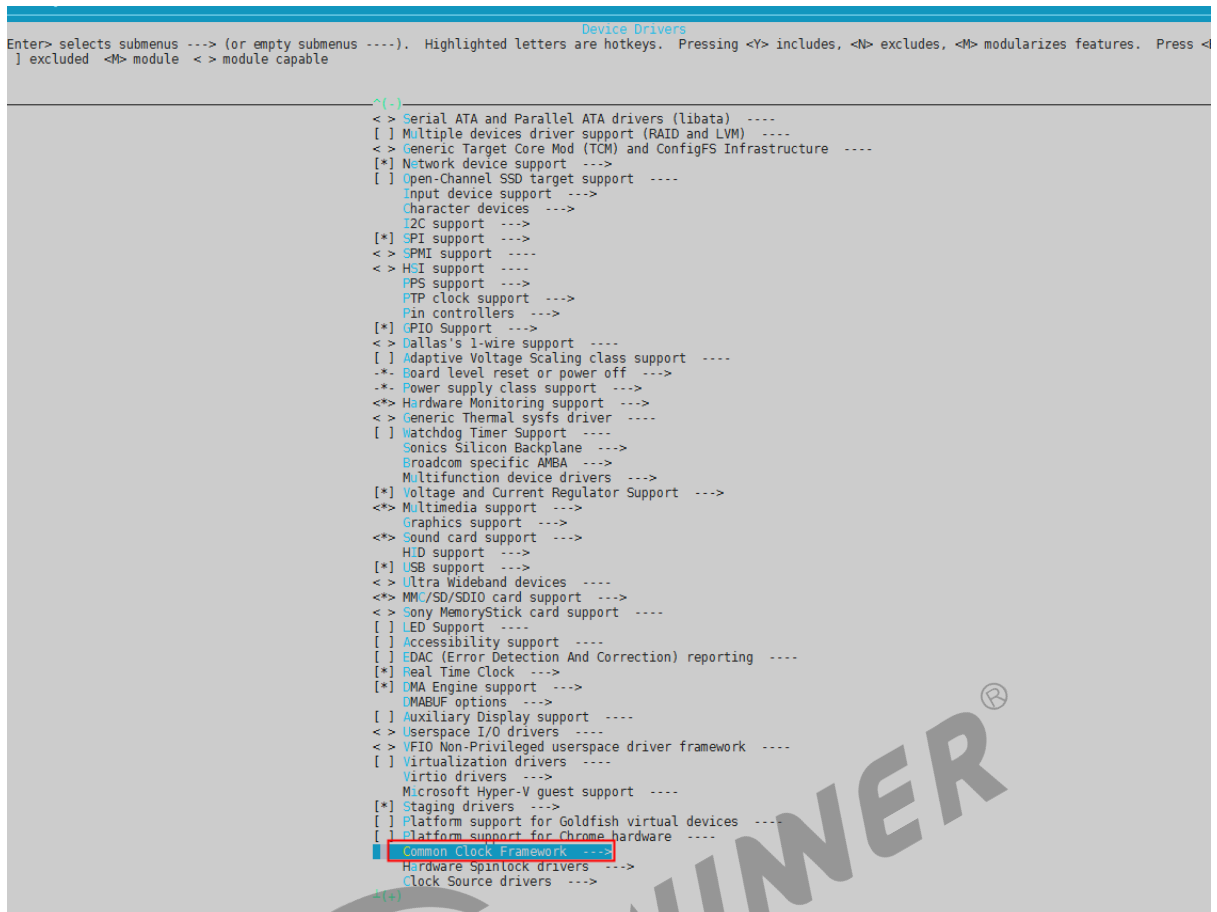 Device Drivers
Enter> selects submenus ---> (or empty submenus ----).  Highlighted letters are hotkeys.  Pressing <Y> includes, <N> excludes, <M> modularizes features.  Press <
] excluded  <M> module  < > module capable
^(-)
< > Serial ATA and Parallel ATA drivers (libata)  ----
[ ] Multiple devices driver support (RAID and LVM)  ----
< > Generic Target Core Mod (TCM) and ConfigFS Infrastructure  ----
[*] Network device support  --->
[ ] Open-Channel SSD target support  ----
Input device support  --->
Character devices  --->
I2C support  --->
[*] SPI support  --->
< > SPMI support  ----
< > HSI support  ----
PPS support  --->
PTP clock support  --->
Pin controllers  --->
[*] GPIO Support  --->
< > Dallas's 1-wire support  ----
[ ] Adaptive Voltage Scaling class support  ----
-*- Board level reset or power off  --->
-*- Power supply class support  --->
<*> Hardware Monitoring support  --->
< > Generic Thermal sysfs driver  ----
[ ] Watchdog Timer Support  ----
Sonics Silicon Backplane  --->
Broadcom specific AMBA  --->
Multifunction device drivers  --->
[*] Voltage and Current Regulator Support  --->
<*> Multimedia support  --->
Graphics support  --->
<*> Sound card support  --->
HID support  --->
[*] USB support  --->
< > Ultra Wideband devices  ----
<*> MMC/SD/SDIO card support  --->
< > Sony MemoryStick card support  ----
[ ] LED Support  ----
[ ] Accessibility support  ----
[ ] EDAC (Error Detection And Correction) reporting  ----
[*] Real Time Clock  --->
[*] DMA Engine support  --->
DMABUF options  --->
[ ] Auxiliary Display support  ----
< > Userspace I/O drivers  ----
< > VFIO Non-Privileged userspace driver framework  ----
[ ] Virtualization drivers  ----
Virtio drivers  --->
Microsoft Hyper-V guest support  ----
[*] Staging drivers  --->
[ ] Platform support for Goldfish virtual devices  ----
[ ] Platform support for Chrome hardware  ----
Common Clock Framework  --->
Hardware Spinlock drivers  --->
Clock Source drivers  --->
(+)
WINNER®